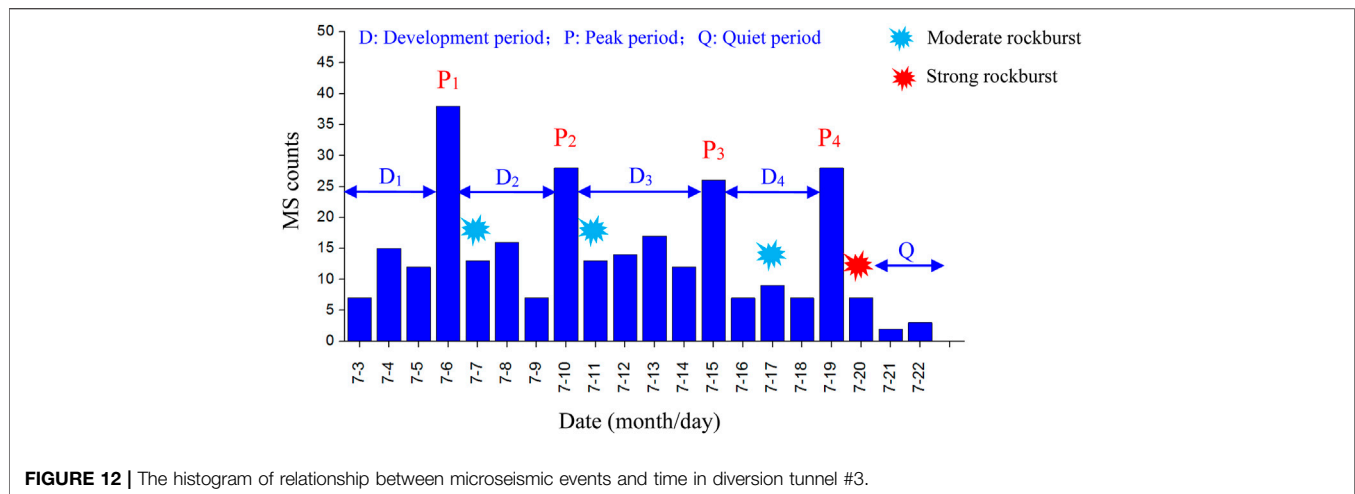 50
45
40
35
30
25
20
15
10
5
0
MS counts
D: Development period; P: Peak period; Q: Quiet period
Moderate rockburst
Strong rockburst
P1
P2
P3
P4
D1
D2
D3
D4
Q
7-3
7-4
7-5
7-6
7-7
7-8
7-9
7-10
7-11
7-12
7-13
7-14
7-15
7-16
7-17
7-18
7-19
7-20
7-21
7-22
Date (month/day)
FIGURE 12 | The histogram of relationship between microseismic events and time in diversion tunnel #3.